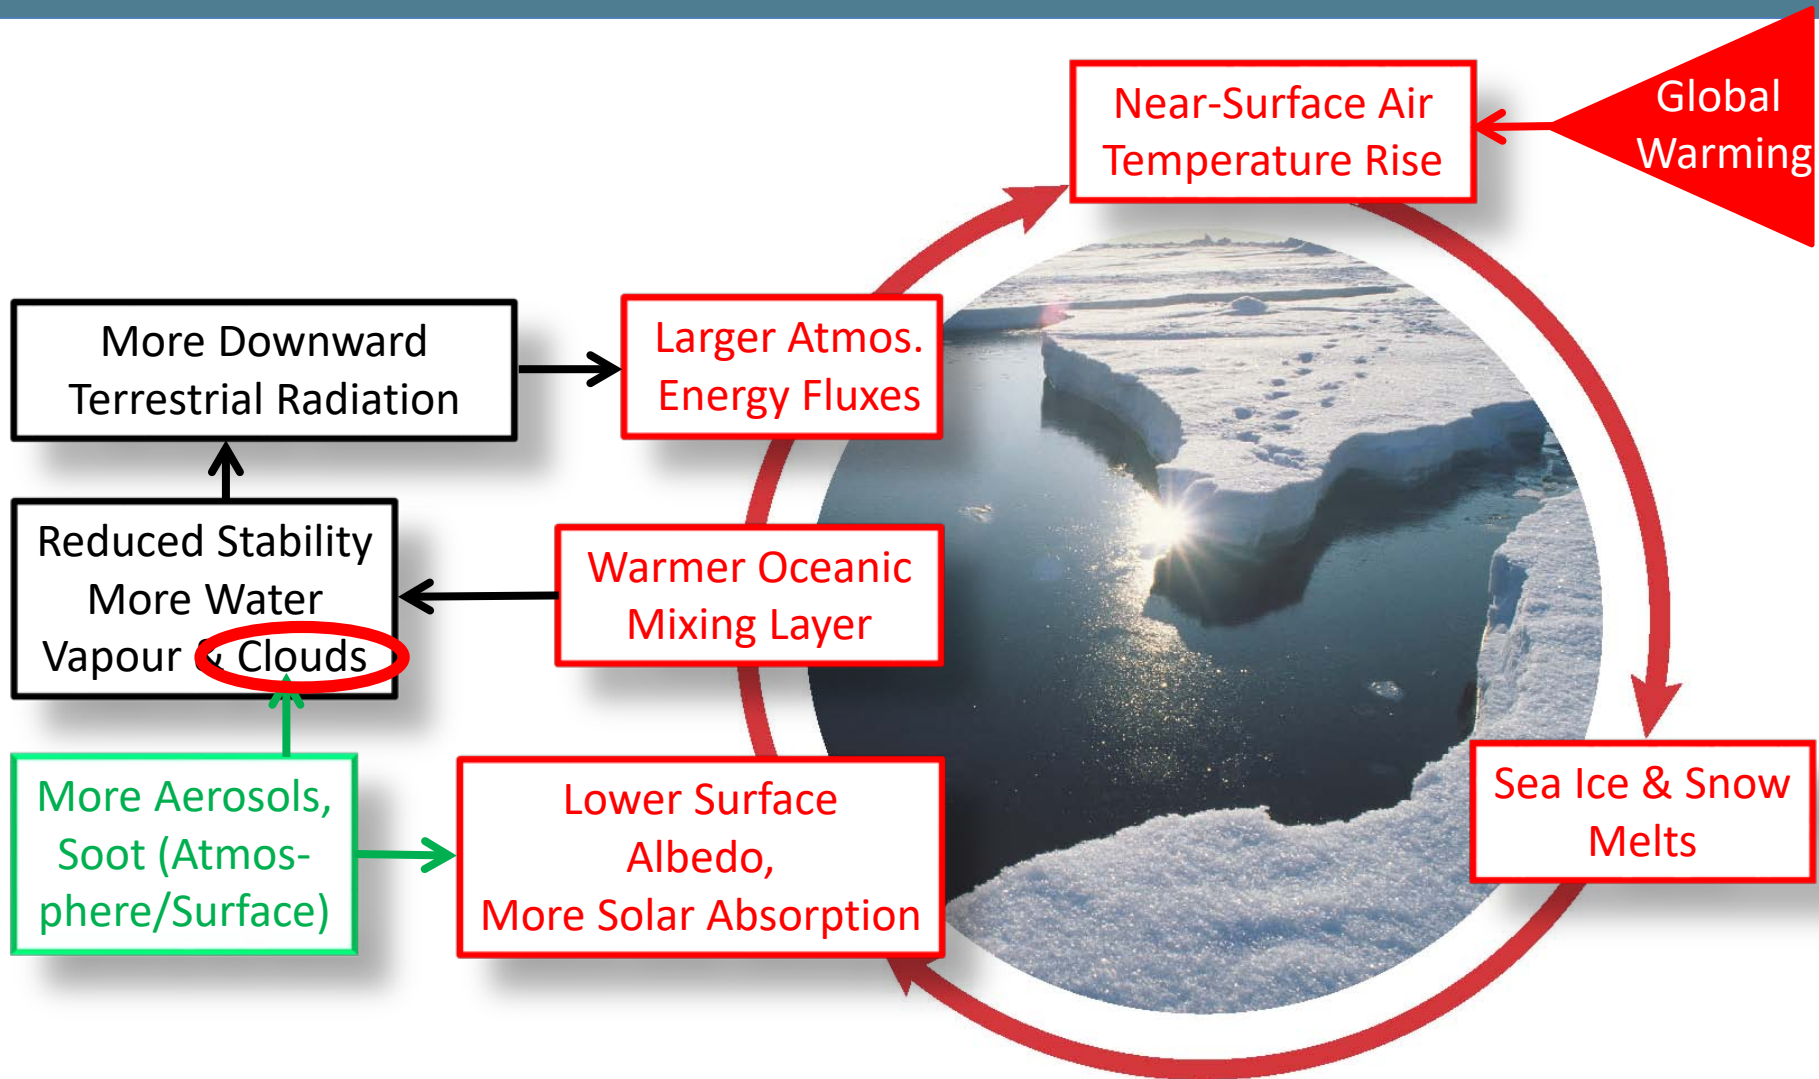 Near-Surface Air
Temperature Rise
Global
Warming
More Downward
Terrestrial Radiation
Larger Atmos.
Energy Fluxes
Reduced Stability
More Water
Vapour & Clouds
Warmer Oceanic
Mixing Layer
More Aerosols,
Soot (Atmos-
phere/Surface)
Lower Surface
Albedo,
More Solar Absorption
Sea Ice & Snow
Melts